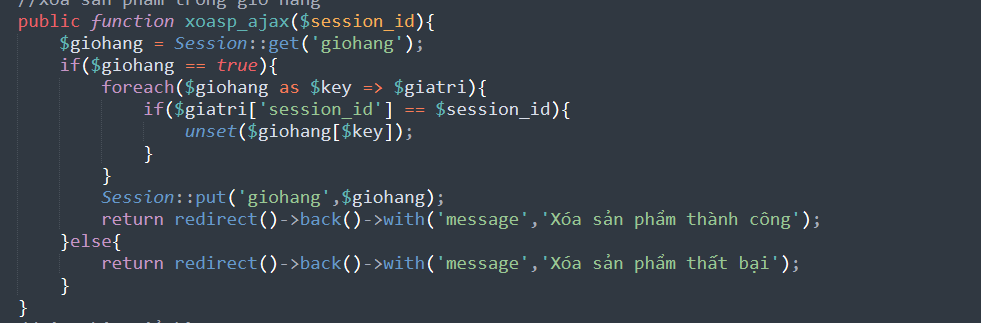 //xóa sản phẩm trong giỏ hàng
public function xoasp_ajax($session_id){
    $giohang = Session::get('giohang');
    if($giohang == true){
        foreach($giohang as $key => $giatri){
            if($giatri['session_id'] == $session_id){
                unset($giohang[$key]);
            }
        }
        Session::put('giohang',$giohang);
        return redirect()->back()->with('message','Xóa sản phẩm thành công');
    }else{
        return redirect()->back()->with('message','Xóa sản phẩm thất bại');
    }
}